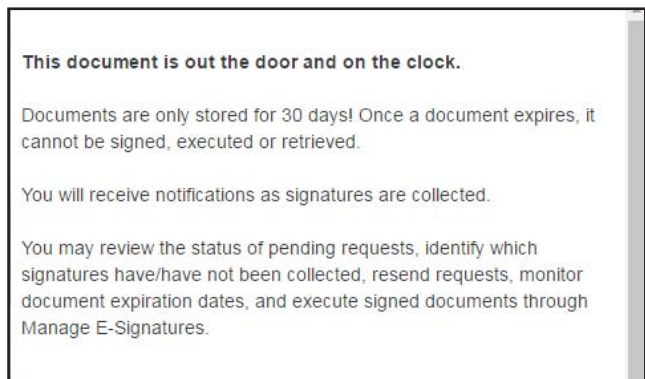 This document is out the door and on the clock.
Documents are only stored for 30 days! Once a document expires, it
cannot be signed, executed or retrieved.
You will receive notifications as signatures are collected.
You may review the status of pending requests, identify which
signatures have/have not been collected, resend requests, monitor
document expiration dates, and execute signed documents through
Manage E-Signatures.